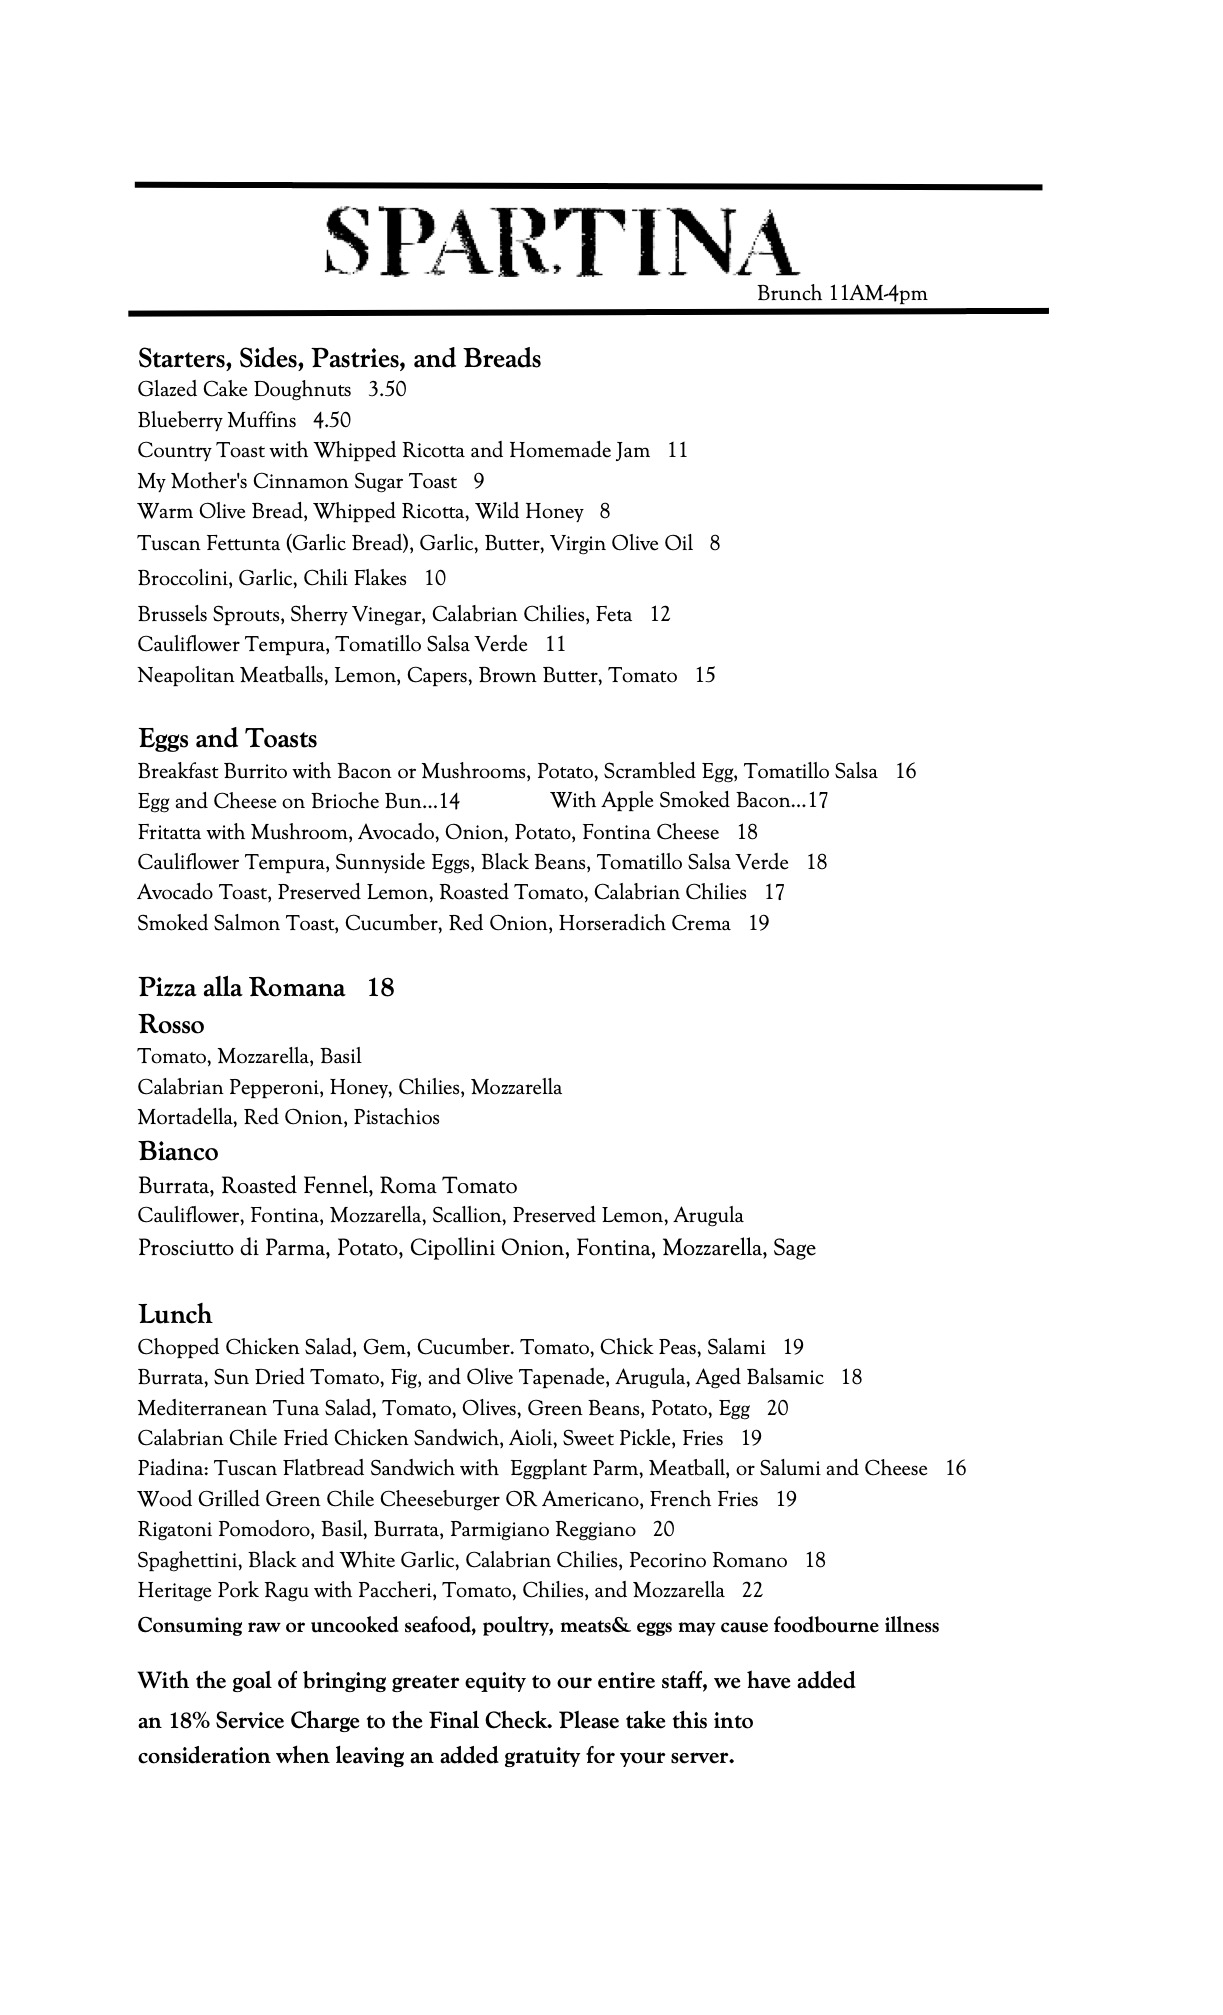 SPARTINA
Brunch 11AM-4pm
Starters, Sides, Pastries, and Breads
Glazed Cake Doughnuts 3.50
Blueberry Muffins 4.50
Country Toast with Whipped Ricotta and Homemade Jam 11
My Mother's Cinnamon Sugar Toast 9
Warm Olive Bread, Whipped Ricotta, Wild Honey 8
Tuscan Fettunta (Garlic Bread), Garlic, Butter, Virgin Olive Oil 8
Broccolini, Garlic, Chili Flakes 10
Brussels Sprouts, Sherry Vinegar, Calabrian Chilies, Feta 12
Cauliflower Tempura, Tomatillo Salsa Verde 11
Neapolitan Meatballs, Lemon, Capers, Brown Butter, Tomato 15
Eggs and Toasts
Breakfast Burrito with Bacon or Mushrooms, Potato, Scrambled Egg, Tomatillo Salsa 16
Egg and Cheese on Brioche Bun...14 With Apple Smoked Bacon...17
Fritatta with Mushroom, Avocado, Onion, Potato, Fontina Cheese 18
Cauliflower Tempura, Sunnyside Eggs, Black Beans, Tomatillo Salsa Verde 18
Avocado Toast, Preserved Lemon, Roasted Tomato, Calabrian Chilies 17
Smoked Salmon Toast, Cucumber, Red Onion, Horseradich Crema 19
Pizza alla Romana 18
Rosso
Tomato, Mozzarella, Basil
Calabrian Pepperoni, Honey, Chilies, Mozzarella
Mortadella, Red Onion, Pistachios
Bianco
Burrata, Roasted Fennel, Roma Tomato
Cauliflower, Fontina, Mozzarella, Scallion, Preserved Lemon, Arugula
Prosciutto di Parma, Potato, Cipollini Onion, Fontina, Mozzarella, Sage
Lunch
Chopped Chicken Salad, Gem, Cucumber. Tomato, Chick Peas, Salami 19
Burrata, Sun Dried Tomato, Fig, and Olive Tapenade, Arugula, Aged Balsamic 18
Mediterranean Tuna Salad, Tomato, Olives, Green Beans, Potato, Egg 20
Calabrian Chile Fried Chicken Sandwich, Aioli, Sweet Pickle, Fries 19
Piadina: Tuscan Flatbread Sandwich with Eggplant Parm, Meatball, or Salumi and Cheese 16
Wood Grilled Green Chile Cheeseburger OR Americano, French Fries 19
Rigatoni Pomodoro, Basil, Burrata, Parmigiano Reggiano 20
Spaghettini, Black and White Garlic, Calabrian Chilies, Pecorino Romano 18
Heritage Pork Ragu with Paccheri, Tomato, Chilies, and Mozzarella 22
Consuming raw or uncooked seafood, poultry, meats& eggs may cause foodbourne illness
With the goal of bringing greater equity to our entire staff, we have added
an 18% Service Charge to the Final Check. Please take this into
consideration when leaving an added gratuity for your server.